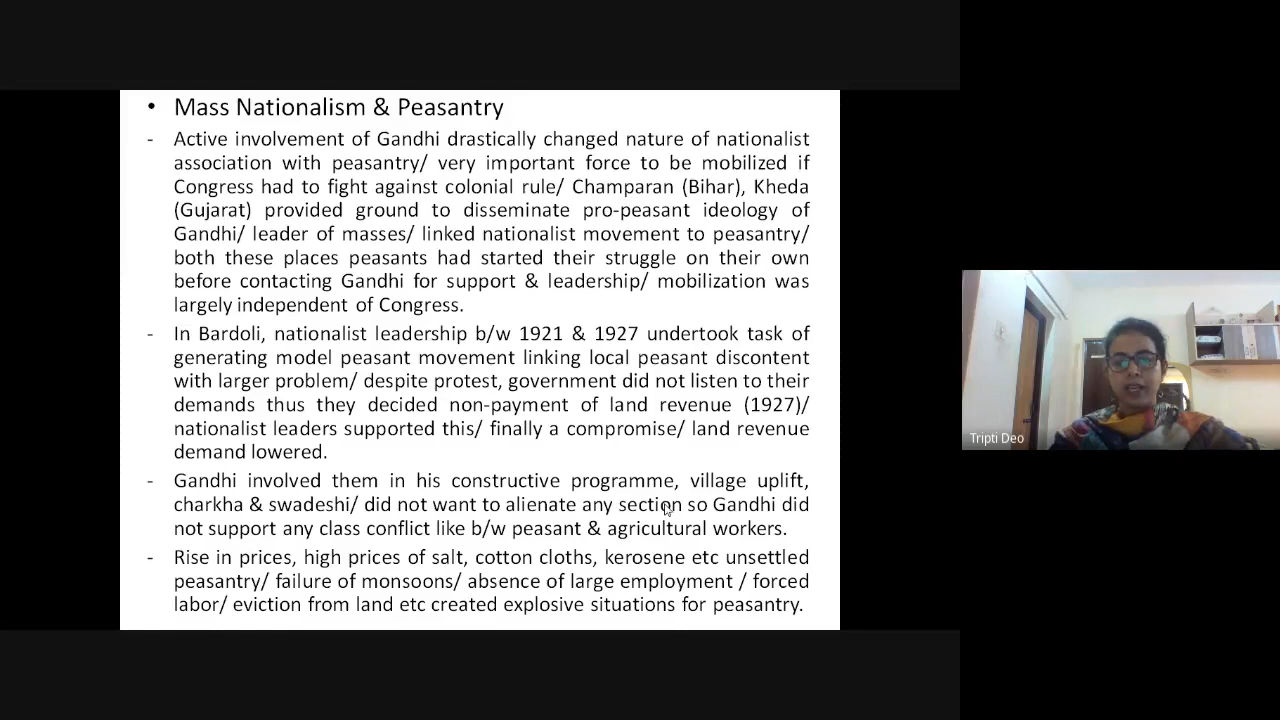 • Mass Nationalism & Peasantry
- Active involvement of Gandhi drastically changed nature of nationalist
association with peasantry/ very important force to be mobilized if
Congress had to fight against colonial rule/ Champaran (Bihar), Kheda
(Gujarat) provided ground to disseminate pro-peasant ideology of
Gandhi/ leader of masses/ linked nationalist movement to peasantry/
both these places peasants had started their struggle on their own
before contacting Gandhi for support & leadership/ mobilization was
largely independent of Congress.
- In Bardoli, nationalist leadership b/w 1921 & 1927 undertook task of
generating model peasant movement linking local peasant discontent
with larger problem/ despite protest, government did not listen to their
demands thus they decided non-payment of land revenue (1927)/
nationalist leaders supported this/ finally a compromise/ land revenue
demand lowered.
- Gandhi involved them in his constructive programme, village uplift,
charkha & swadeshi/ did not want to alienate any section so Gandhi did
not support any class conflict like b/w peasant & agricultural workers.
- Rise in prices, high prices of salt, cotton cloths, kerosene etc unsettled
peasantry/ failure of monsoons/ absence of large employment / forced
labor/ eviction from land etc created explosive situations for peasantry.
Tripti Deo